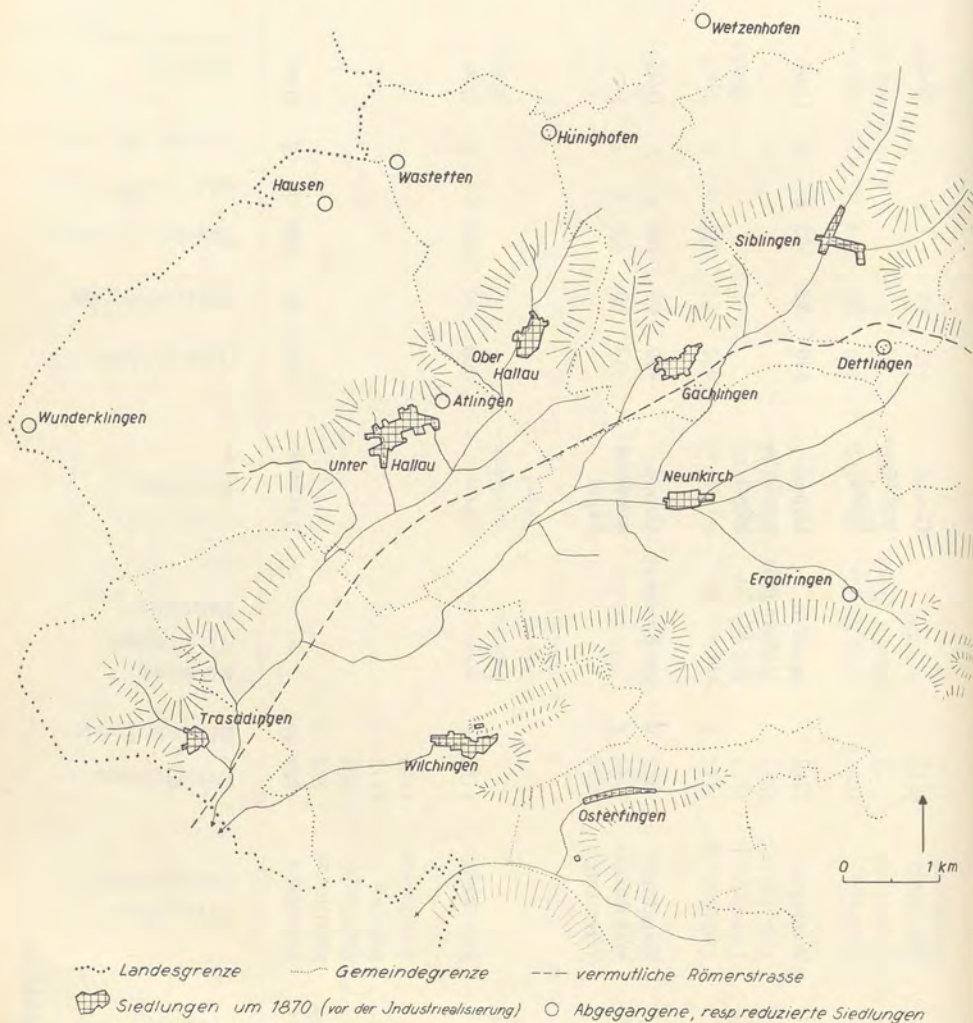 Wetzenhofen
Hünighofen
Wastetten
Hausen
Siblingen
Ober
Hallau
Gächlingen
Dettlingen
Atlingen
Wunderklingen
Unter Hallau
Neunkirch
Ergoltingen
Trasadingen
Wilchingen
Osterfingen
0 1 km
Landesgrenze Gemeindegrenze vermutliche Römerstrasse
Siedlungen um 1870 (vor der Jndustriealisierung) Abgegangene, resp reduzierte Siedlungen